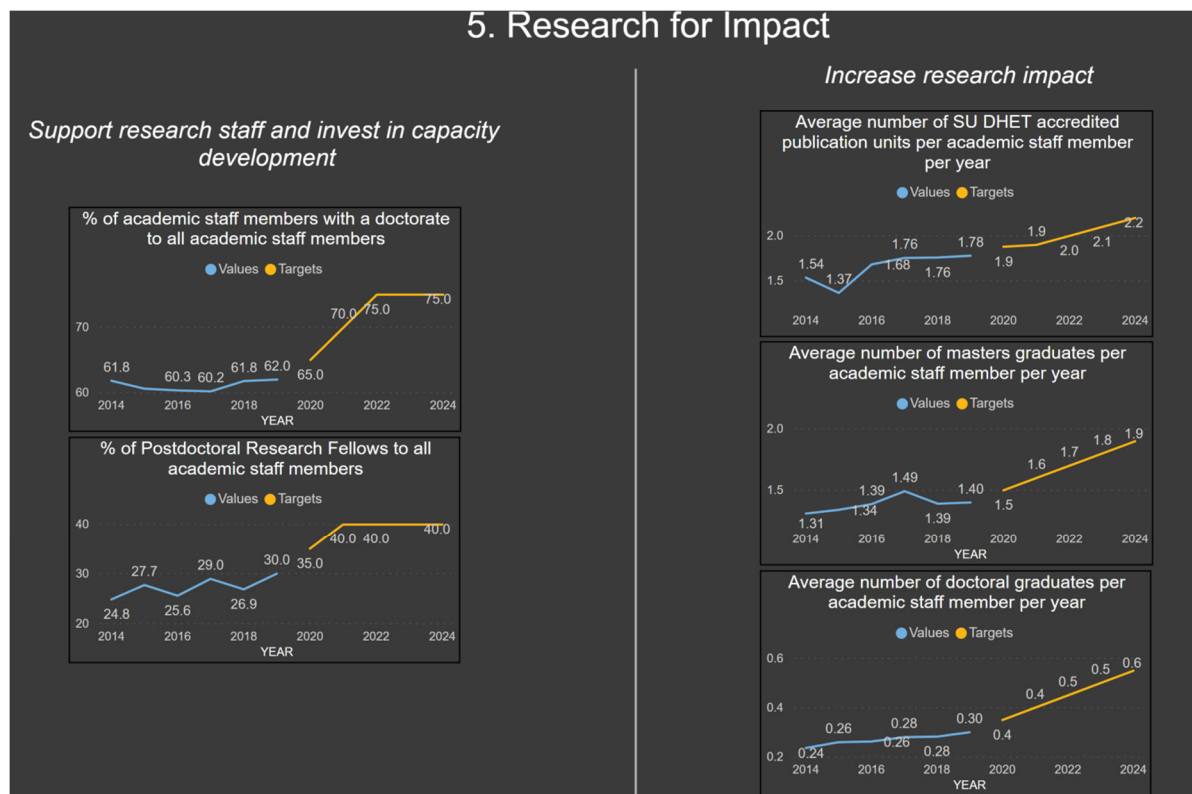 5. Research for Impact
Support research staff and invest in capacity
development
% of academic staff members with a doctorate
to all academic staff members
Values Targets
70
60
61.8
60.3
60.2
61.8
62.0
65.0
70.0
75.0
75.0
2014 2016 2018 2020 2022 2024
YEAR
% of Postdoctoral Research Fellows to all
academic staff members
Values Targets
40
30
20
24.8
27.7
25.6
29.0
26.9
30.0
35.0
40.0
40.0
40.0
2014 2016 2018 2020 2022 2024
YEAR
Increase research impact
Average number of SU DHET accredited
publication units per academic staff member
per year
Values Targets
2.0
1.5
1.54
1.37
1.68
1.76
1.76
1.78
1.9
1.9
2.0
2.1
2.2
2014 2016 2018 2020 2022 2024
Average number of masters graduates per
academic staff member per year
Values Targets
2.0
1.5
1.31
1.34
1.39
1.49
1.39
1.40
1.5
1.6
1.7
1.8
1.9
2014 2016 2018 2020 2022 2024
YEAR
Average number of doctoral graduates per
academic staff member per year
Values Targets
0.6
0.4
0.2
0.24
0.26
0.26
0.28
0.28
0.30
0.4
0.4
0.5
0.5
0.6
2014 2016 2018 2020 2022 2024
YEAR